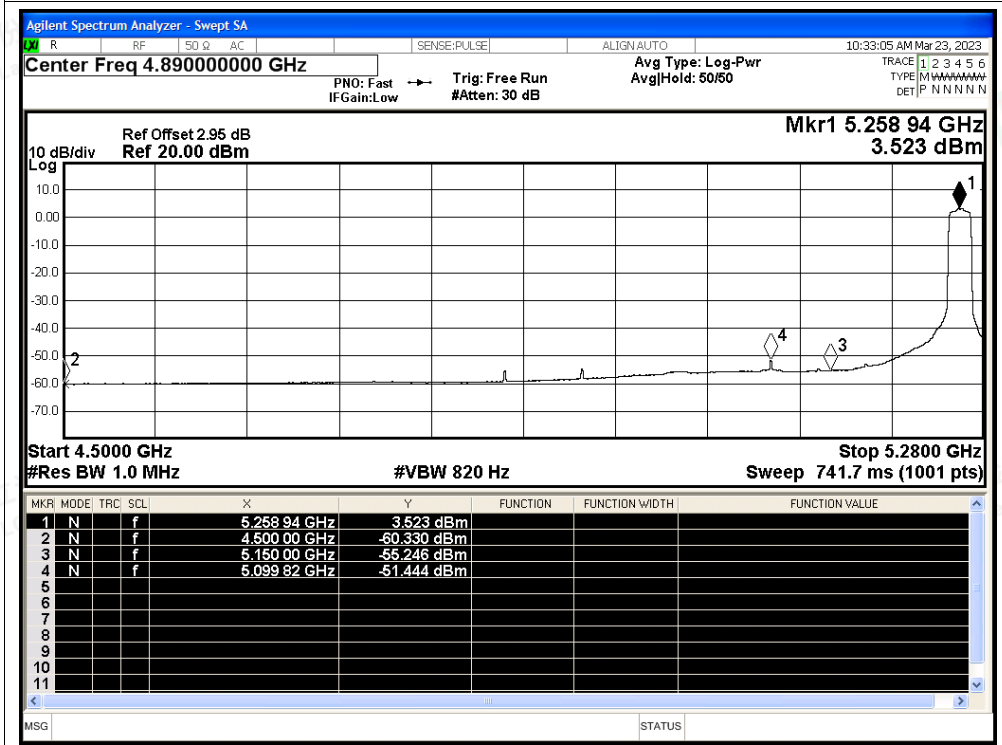 Agilent Spectrum Analyzer - Swept SA
LXI R RF 50 Ω AC SENSE:PULSE ALIGN AUTO 10:33:05 AM Mar 23, 2023
Center Freq 4.890000000 GHz
PNO: Fast Trig: Free Run Avg Type: Log-Pwr TRACE 1 2 3 4 5 6
IFGain:Low #Atten: 30 dB Avg|Hold: 50/50 TYPE M
DET P N N N N N
Ref Offset 2.95 dB Mkr1 5.258 94 GHz
10 dB/div Ref 20.00 dBm 3.523 dBm
Log
10.0
0.00
-10.0
-20.0
-30.0
-40.0
-50.0
-60.0
-70.0
1
2
3
4
Start 4.5000 GHz Stop 5.2800 GHz
#Res BW 1.0 MHz #VBW 820 Hz Sweep 741.7 ms (1001 pts)
MKR MODE TRC SCL X Y FUNCTION FUNCTION WIDTH FUNCTION VALUE
1 N f 5.258 94 GHz 3.523 dBm
2 N f 4.500 00 GHz -60.330 dBm
3 N f 5.150 00 GHz -55.246 dBm
4 N f 5.099 82 GHz -51.444 dBm
5
6
7
8
9
10
11
MSG STATUS